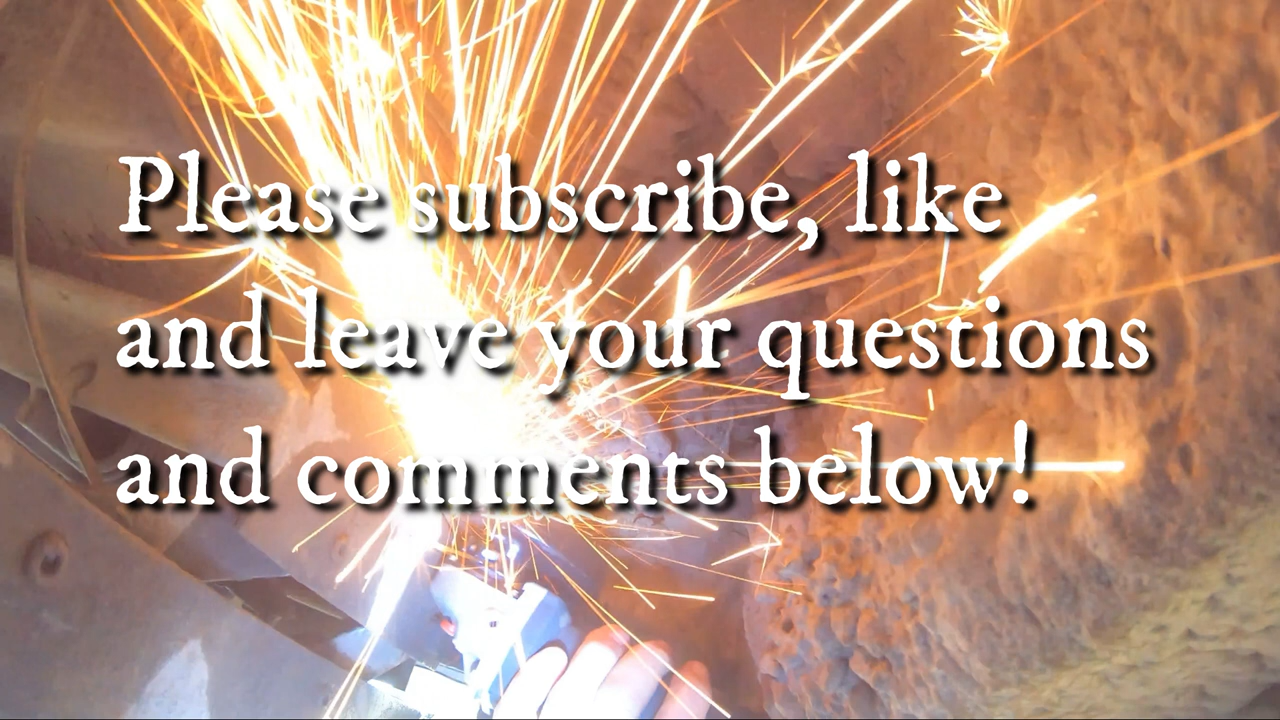 Please subscribe, like
and leave your questions
and comments below!